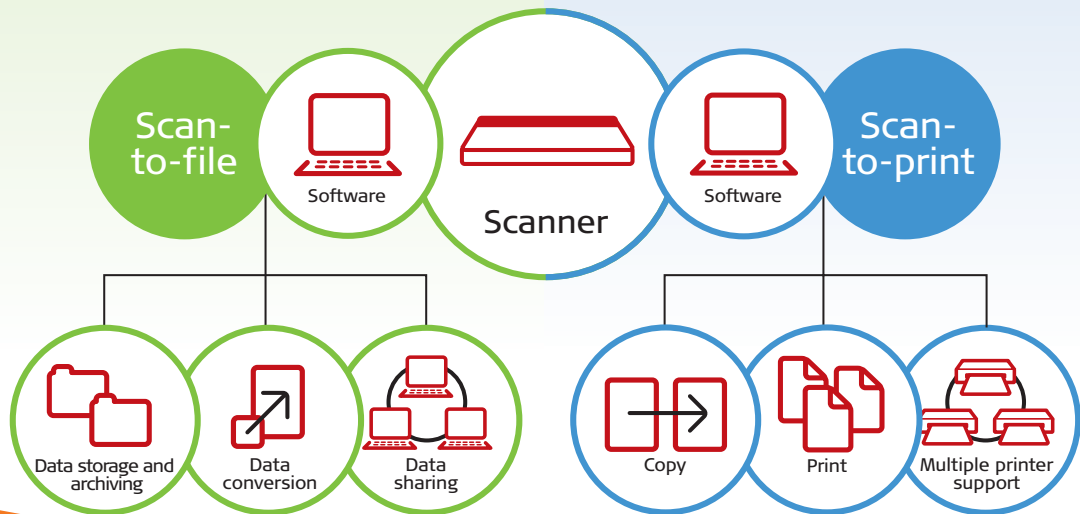 Scan-
to-file
Software
Scanner
Software
Scan-
to-print
Data storage and
archiving
Data
conversion
Data
sharing
Copy
Print
Multiple printer
support